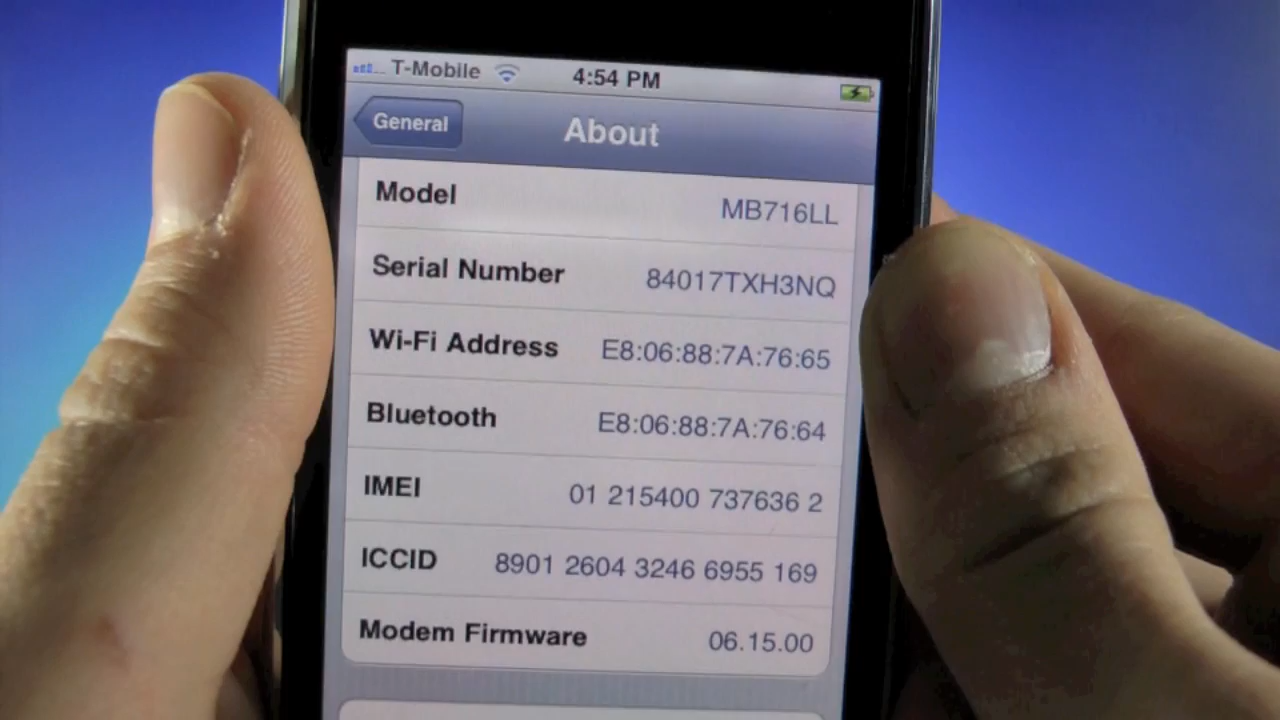 T-Mobile 4:54 PM
General About
Model MB716LL
Serial Number 84017TXH3NQ
Wi-Fi Address E8:06:88:7A:76:65
Bluetooth E8:06:88:7A:76:64
IMEI 01 215400 737636 2
ICCID 8901 2604 3246 6955 169
Modem Firmware 06.15.00